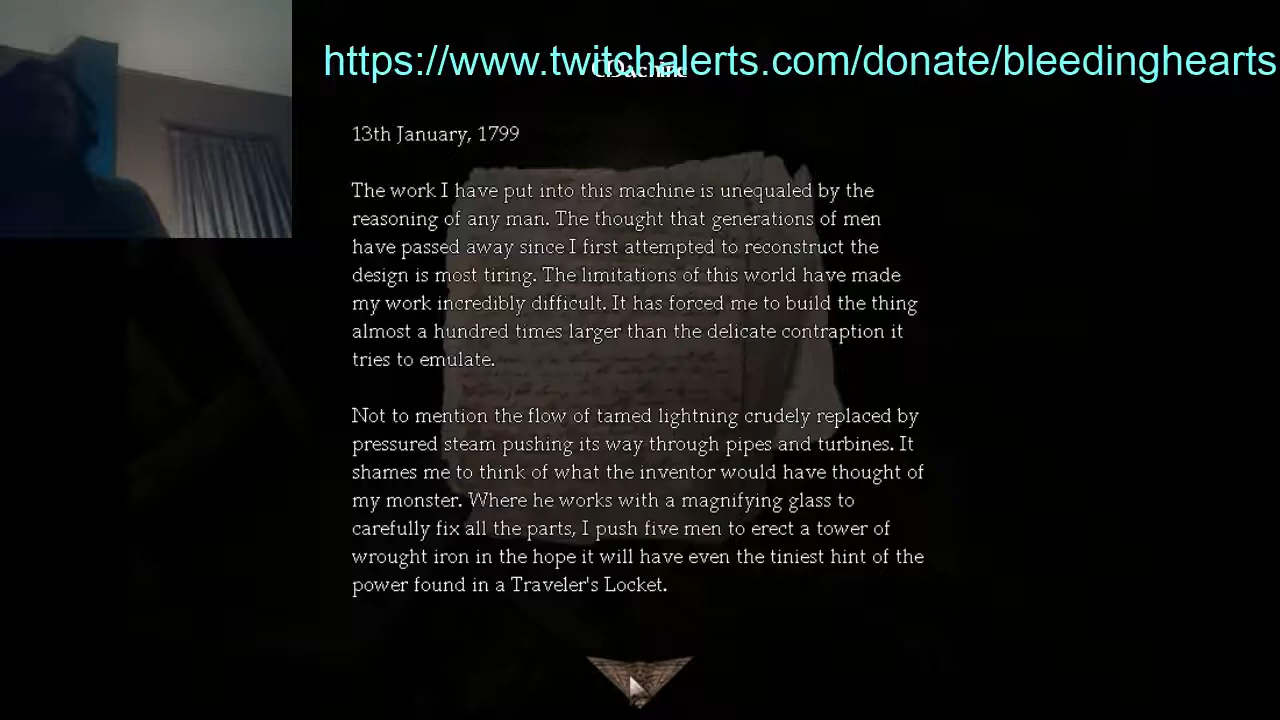 https://www.twitchalerts.com/donate/bleedinghearts
13th January, 1799
The work I have put into this machine is unequaled by the
reasoning of any man. The thought that generations of men
have passed away since I first attempted to reconstruct the
design is most tiring. The limitations of this world have made
my work incredibly difficult. It has forced me to build the thing
almost a hundred times larger than the delicate contraption it
tries to emulate.
Not to mention the flow of tamed lightning crudely replaced by
pressured steam pushing its way through pipes and turbines. It
shames me to think of what the inventor would have thought of
my monster. Where he works with a magnifying glass to
carefully fix all the parts, I push five men to erect a tower of
wrought iron in the hope it will have even the tiniest hint of the
power found in a Traveler's Locket.